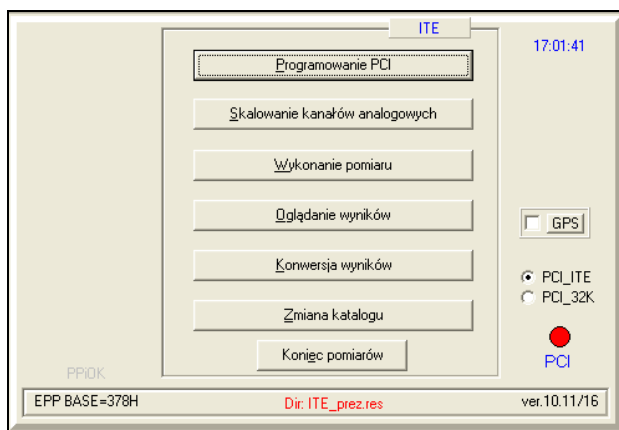 ITE
17:01:41
Programowanie PCI
Skalowanie kanałów analogowych
Wykonanie pomiaru
Oglądanie wyników
GPS
Konwersja wyników
PCI_ITE
PCI_32K
Zmiana katalogu
Koniec pomiarów
PCI
PPiOK
EPP BASE=378H
Dir: ITE_prez.res
ver.10.11/16